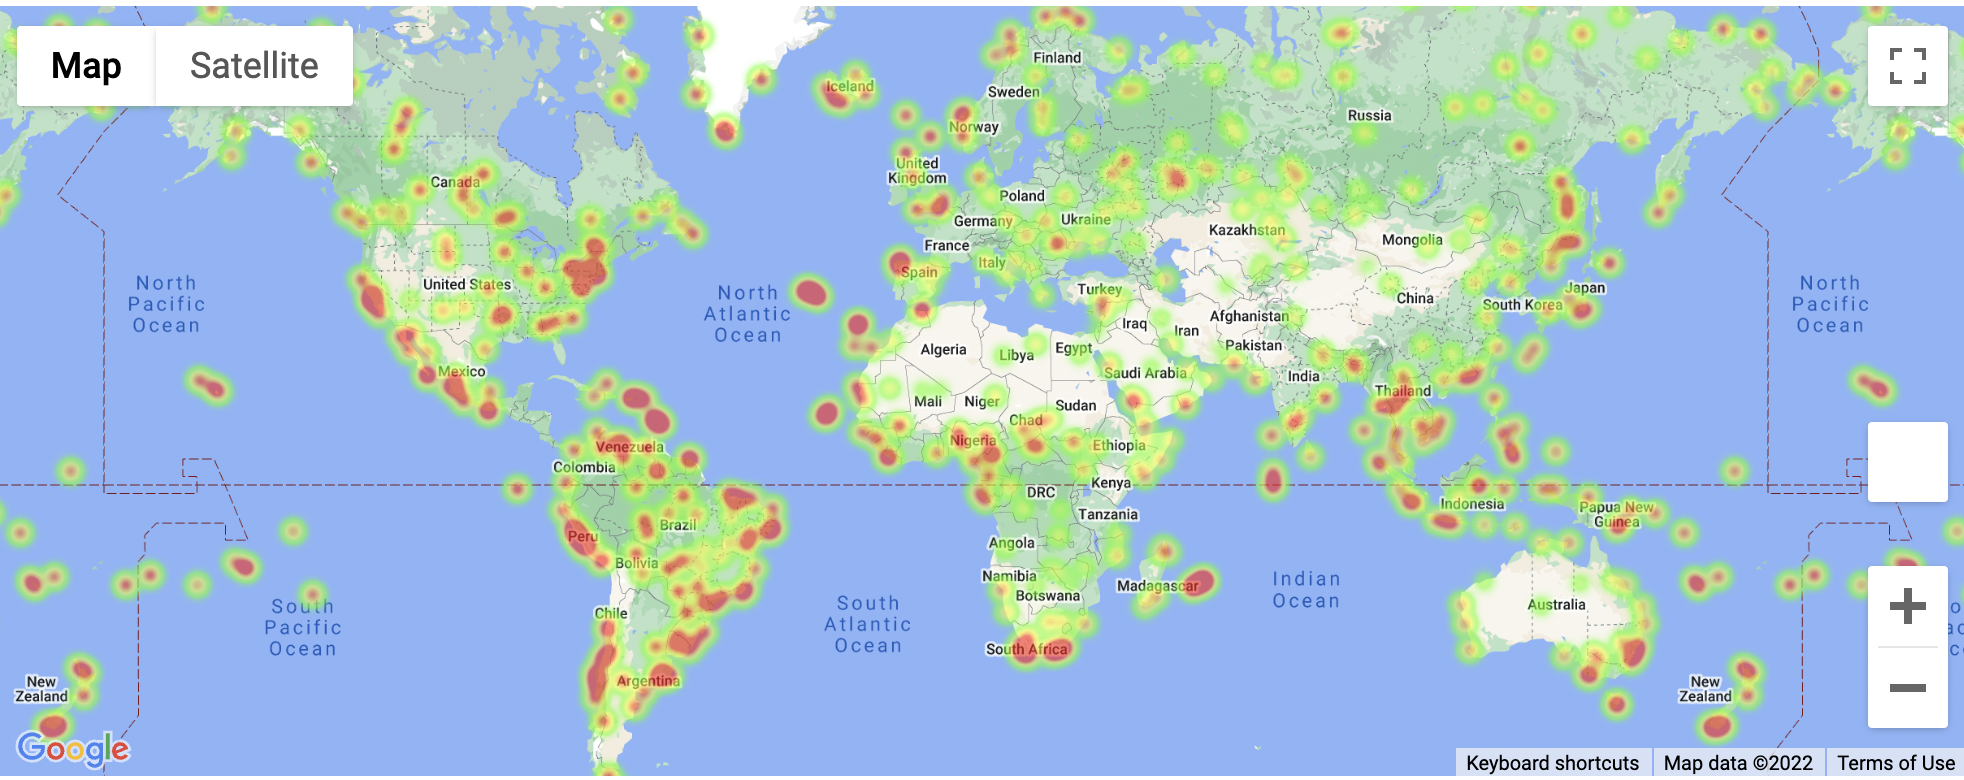 Map
Satellite
Finland
Iceland
Sweden
Russia
Norway
United
Kingdom
Canada
Poland
Germany
Ukraine
Kazakhstan
Mongolia
France
Italy
Spain
North
Pacific
Ocean
United States
North
Atlantic
Ocean
Turkey
China
Japan
South Korea
North
Pacific
Ocean
Iraq
Iran
Afghanistan
Pakistan
Algeria
Libya
Egypt
Mexico
Saudi Arabia
India
Thailand
Mali
Niger
Sudan
Chad
Venezuela
Nigeria
Ethiopia
Colombia
Kenya
DRC
Indonesia
Papua New
Guinea
Tanzania
Brazil
Peru
Angola
Bolivia
Namibia
Botswana
Madagascar
Indian
Ocean
Australia
South
Pacific
Ocean
Chile
South
Atlantic
Ocean
South Africa
Argentina
New
Zealand
New
Zealand
Google
Keyboard shortcuts
Map data ©2022
Terms of Use